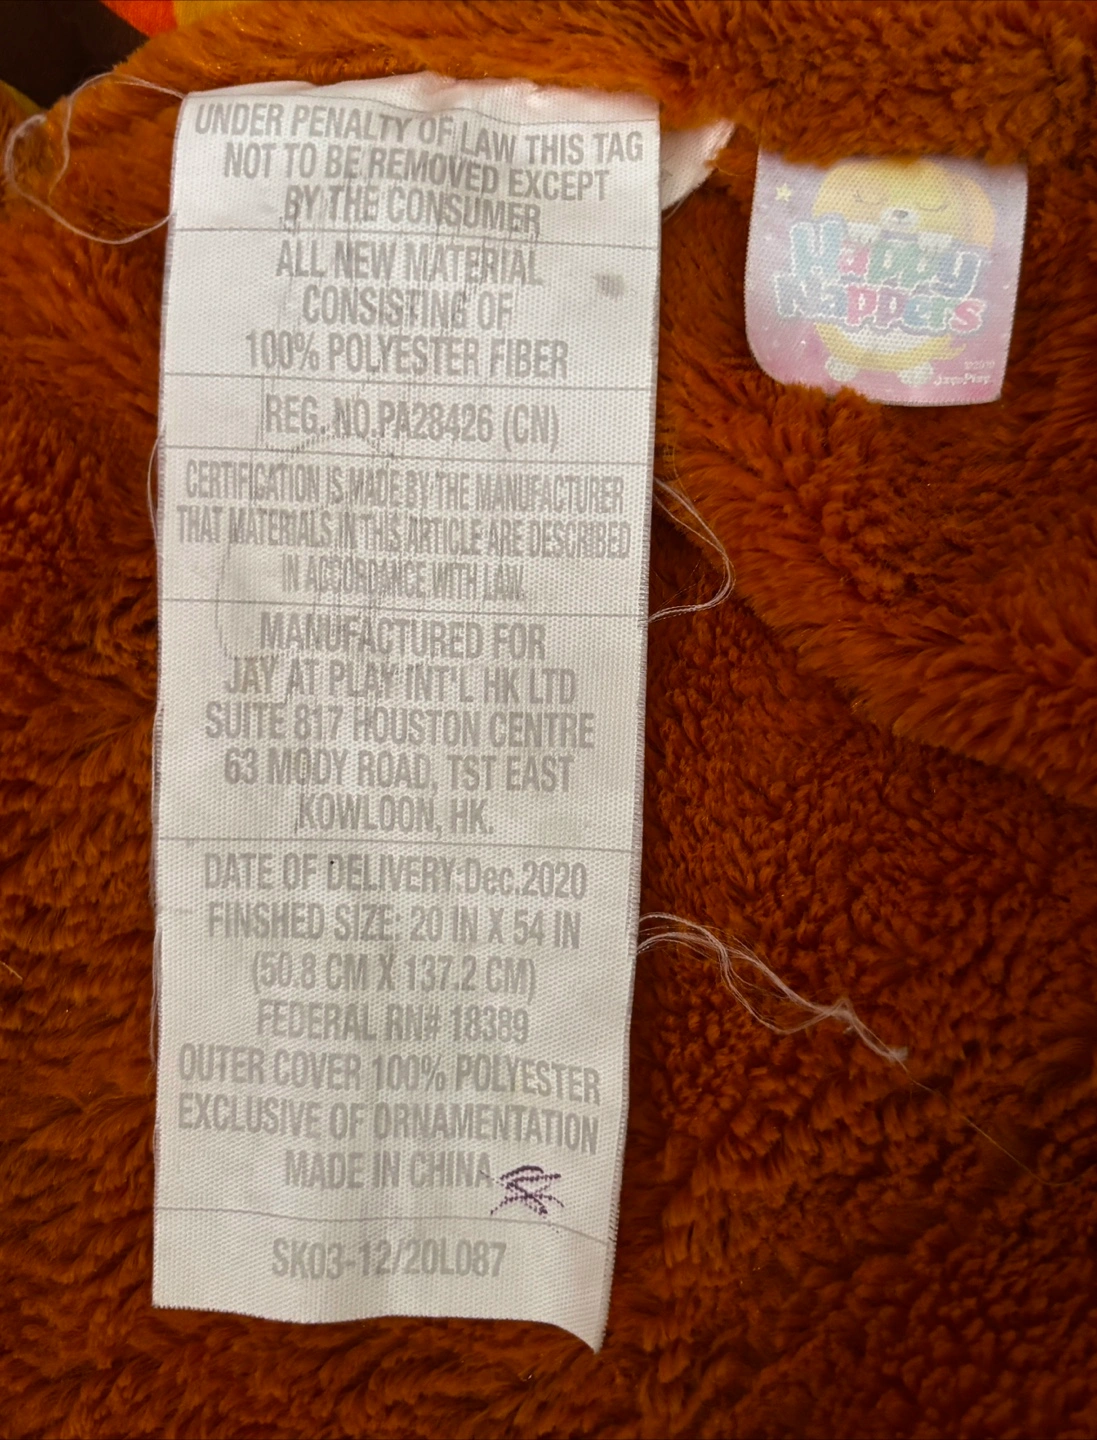 UNDER PENALTY OF LAW THIS TAG
NOT TO BE REMOVED EXCEPT
BY THE CONSUMER
ALL NEW MATERIAL
CONSISTING OF
100% POLYESTER FIBER
REG. NO.PA28426 (CN)
CERTIFICATION IS MADE BY THE MANUFACTURER
THAT MATERIALS IN THIS ARTICLE ARE DESCRIBED
IN ACCORDANCE WITH LAW.
MANUFACTURED FOR
JAY AT PLAY INT'L HK LTD
SUITE 817 HOUSTON CENTRE
63 MODY ROAD, TST EAST
KOWLOON, HK.
DATE OF DELIVERY:Dec.2020
FINSHED SIZE: 20 IN X 54 IN
(50.8 CM X 137.2 CM)
FEDERAL RN# 18389
OUTER COVER 100% POLYESTER
EXCLUSIVE OF ORNAMENTATION
MADE IN CHINA
SK03-12/20L087
Happy
Nappers